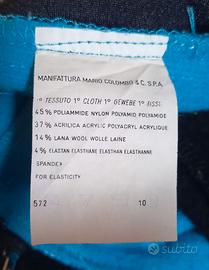 MANIFATTURA MARIO COLOMBO & C. S.P.A.
1° TESSUTO 1° CLOTH 1° GEWEBE 1° TISSU
45% POLIAMMIDE NYLON POLYAMID POLYAMIDE
37% ACRILICA ACRYLIC POLYACRYL ACRYLIQUE
14% LANA WOOL WOLLE LAINE
4% ELASTAN ELASTHANE ELASTHAN ELASTHANNE
SPANDEX
FOR ELASTICITY
572 10
subito